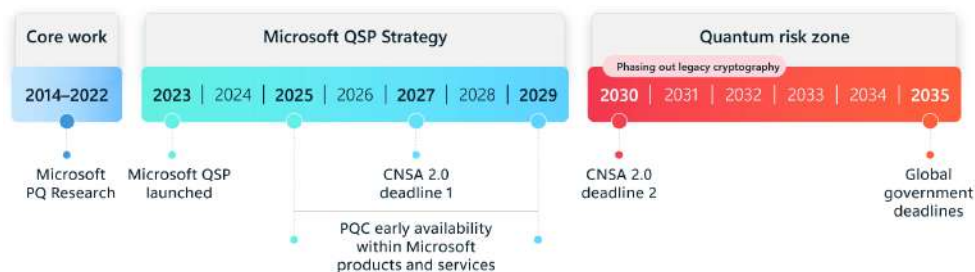 Core work
Microsoft QSP Strategy
Quantum risk zone
Phasing out legacy cryptography
2014–2022
2023 | 2024 | 2025 | 2026 | 2027 | 2028 | 2029
2030 | 2031 | 2032 | 2033 | 2034 | 2035
Microsoft
PQ Research
Microsoft QSP
launched
CNSA 2.0
deadline 1
PQC early availability
within Microsoft
products and services
CNSA 2.0
deadline 2
Global
government
deadlines